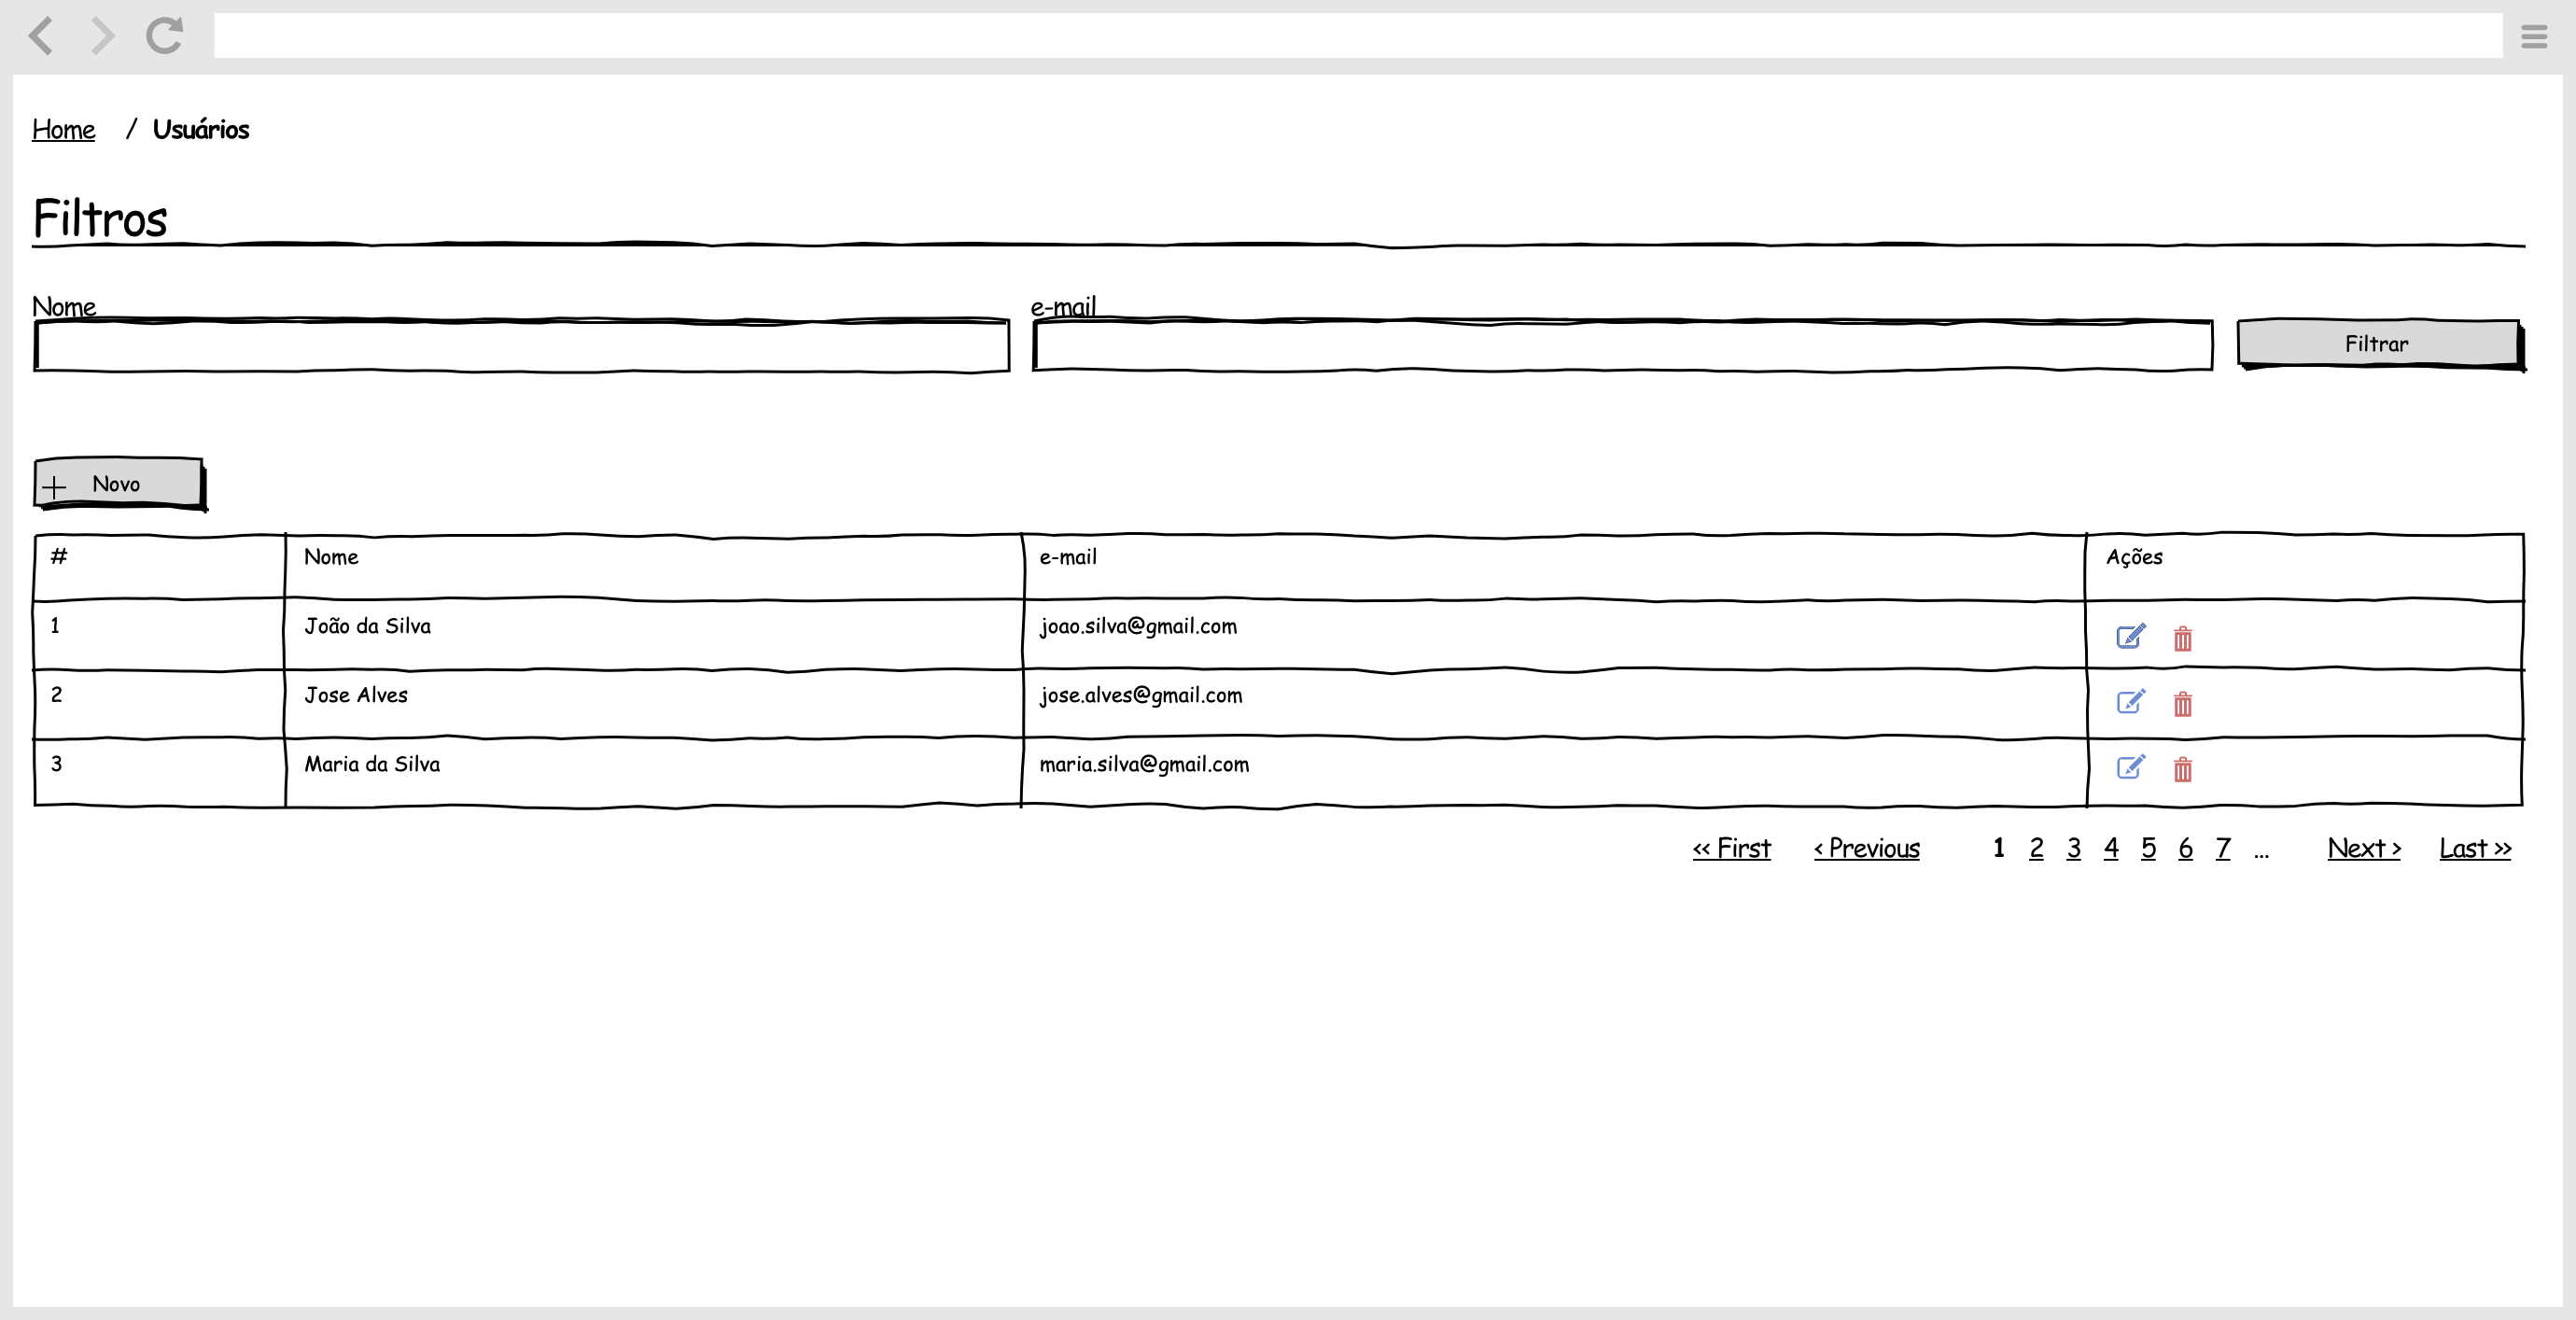 Home / Usuários
Filtros
Nome e-mail
Filtrar
+ Novo
# Nome e-mail Ações
1 João da Silva joao.silva@gmail.com
2 Jose Alves jose.alves@gmail.com
3 Maria da Silva maria.silva@gmail.com
<< First < Previous 1 2 3 4 5 6 7 ... Next > Last >>